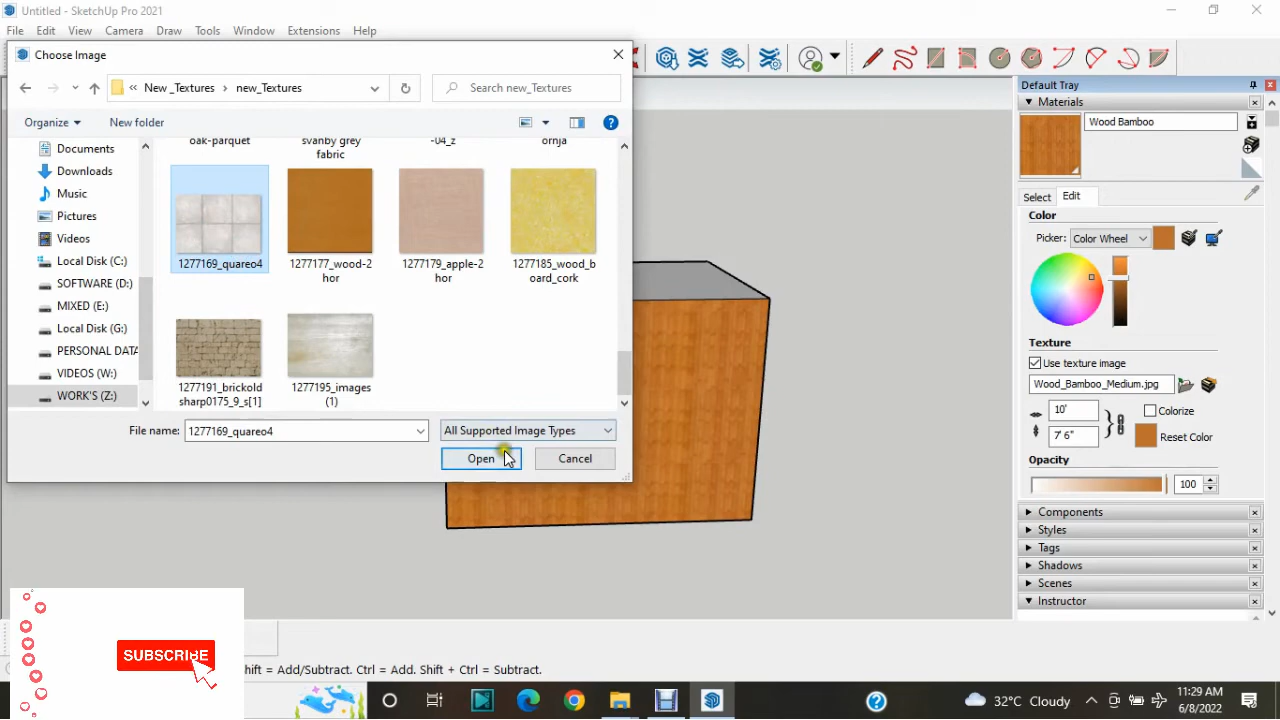 Untitled - SketchUp Pro 2021
File Edit View Camera Draw Tools Window Extensions Help
Choose Image
« New _Textures › new_Textures
Search new_Textures
Organize
New folder
Documents
Downloads
Music
Pictures
Videos
Local Disk (C:)
SOFTWARE (D:)
MIXED (E:)
Local Disk (G:)
PERSONAL DATA
VIDEOS (W:)
WORK'S (Z:)
oak-parquet
svanby grey
fabric
-04_z
ornja
1277169_quareo4
1277177_wood-2
hor
1277179_apple-2
hor
1277185_wood_b
oard_cork
1277191_brickold
sharp0175_9_s[1]
1277195_images
(1)
File name:
1277169_quareo4
All Supported Image Types
Open
Cancel
Default Tray
Materials
Wood Bamboo
Select
Edit
Color
Picker:
Color Wheel
Texture
Use texture image
Wood_Bamboo_Medium.jpg
10'
7' 6"
Colorize
Reset Color
Opacity
100
Components
Styles
Tags
Shadows
Scenes
Instructor
SUBSCRIBE
hift = Add/Subtract. Ctrl = Add. Shift + Ctrl = Subtract.
32°C Cloudy
11:29 AM
6/8/2022